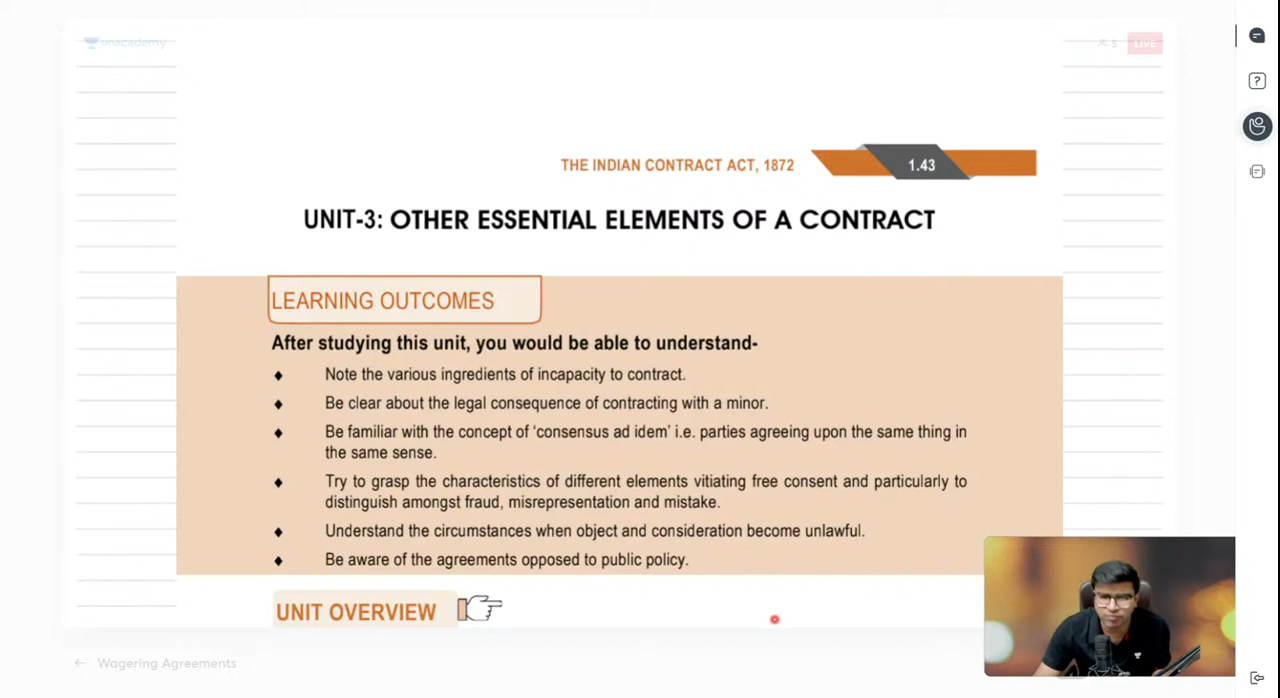 unacademy
5
LIVE
THE INDIAN CONTRACT ACT, 1872
1.43
UNIT-3: OTHER ESSENTIAL ELEMENTS OF A CONTRACT
LEARNING OUTCOMES
After studying this unit, you would be able to understand-
♦ Note the various ingredients of incapacity to contract.
♦ Be clear about the legal consequence of contracting with a minor.
♦ Be familiar with the concept of ‘consensus ad idem’ i.e. parties agreeing upon the same thing in
the same sense.
♦ Try to grasp the characteristics of different elements vitiating free consent and particularly to
distinguish amongst fraud, misrepresentation and mistake.
♦ Understand the circumstances when object and consideration become unlawful.
♦ Be aware of the agreements opposed to public policy.
UNIT OVERVIEW
← Wagering Agreements